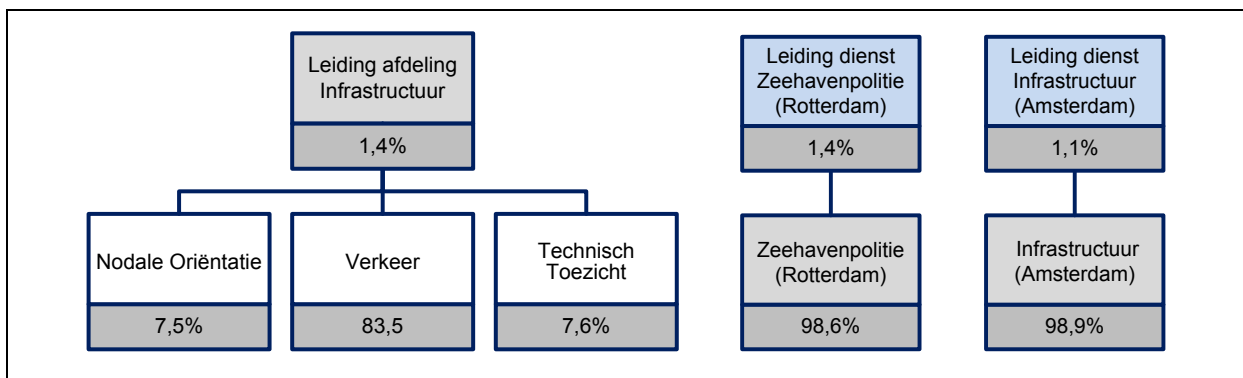 Leiding afdeling
Infrastructuur
1,4%
Leiding dienst
Zeehavenpolitie
(Rotterdam)
1,4%
Leiding dienst
Infrastructuur
(Amsterdam)
1,1%
Nodale Oriëntatie
7,5%
Verkeer
83,5
Technisch
Toezicht
7,6%
Zeehavenpolitie
(Rotterdam)
98,6%
Infrastructuur
(Amsterdam)
98,9%